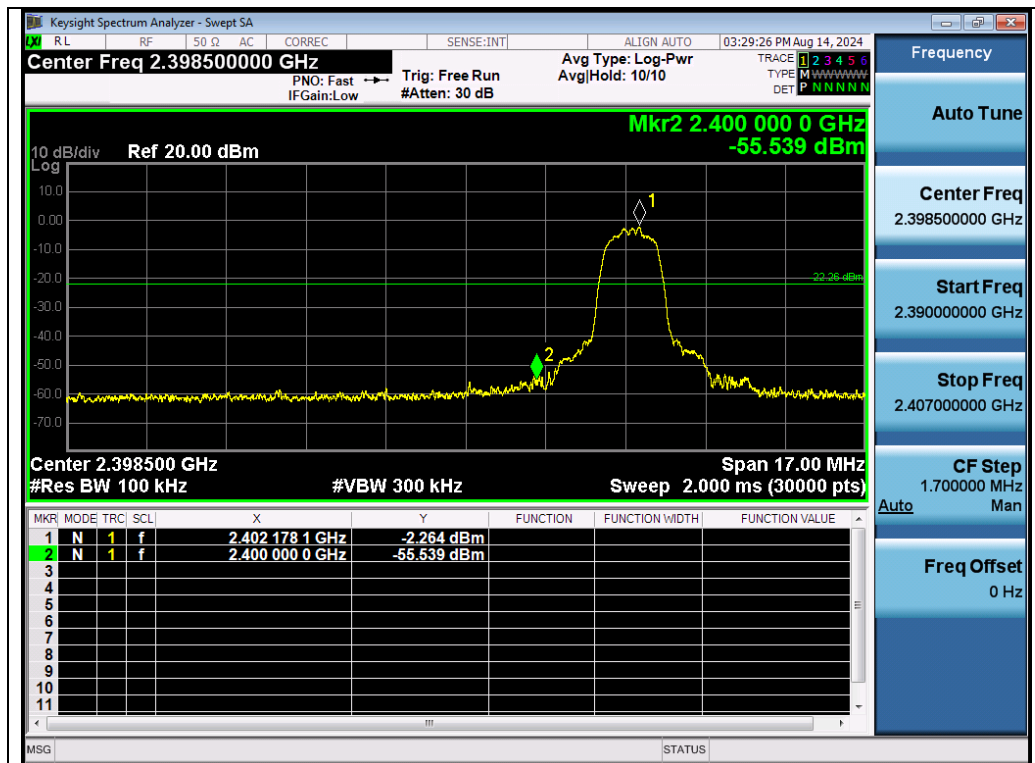 Keysight Spectrum Analyzer - Swept SA
LXI RL RF 50 Ω AC CORREC SENSE:INT ALIGN AUTO 03:29:26 PM Aug 14, 2024
Center Freq 2.398500000 GHz
PNO: Fast
IFGain:Low
Trig: Free Run
#Atten: 30 dB
Avg Type: Log-Pwr
Avg|Hold: 10/10
TRACE 1 2 3 4 5 6
TYPE M WWWWW
DET P N N N N N
Mkr2 2.400 000 0 GHz
-55.539 dBm
10 dB/div Ref 20.00 dBm
Log
10.0
0.00
-10.0
-20.0
-30.0
-40.0
-50.0
-60.0
-70.0
1
2
-22.26 dBm
Center 2.398500 GHz Span 17.00 MHz
#Res BW 100 kHz #VBW 300 kHz Sweep 2.000 ms (30000 pts)
MKR MODE TRC SCL X Y FUNCTION FUNCTION WIDTH FUNCTION VALUE
1 N 1 f 2.402 178 1 GHz -2.264 dBm
2 N 1 f 2.400 000 0 GHz -55.539 dBm
3
4
5
6
7
8
9
10
11
MSG STATUS
Frequency
Auto Tune
Center Freq
2.398500000 GHz
Start Freq
2.390000000 GHz
Stop Freq
2.407000000 GHz
CF Step
1.700000 MHz
Auto Man
Freq Offset
0 Hz